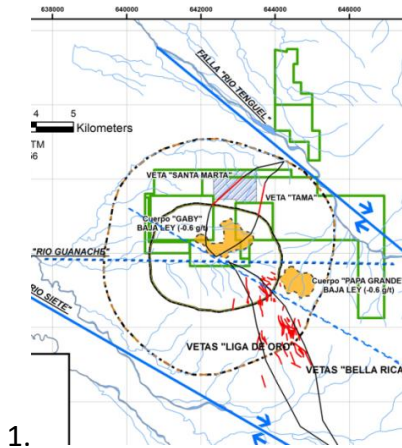 638000 640000 642000 644000 646000
FALLA "RIO TENGUEL"
4 5
Kilometers
TM
56
VETA "SANTA MARTA"
VETA "TAMA"
Cuerpo "GABY"
BAJA LEY (-0.6 g/t)
"RIO GUANACHE"
Cuerpo "PAPA GRANDE"
BAJA LEY (-0.6 g/t)
RIO SIETE"
VETAS "LIGA DE ORO"
VETAS "BELLA RICA
1.